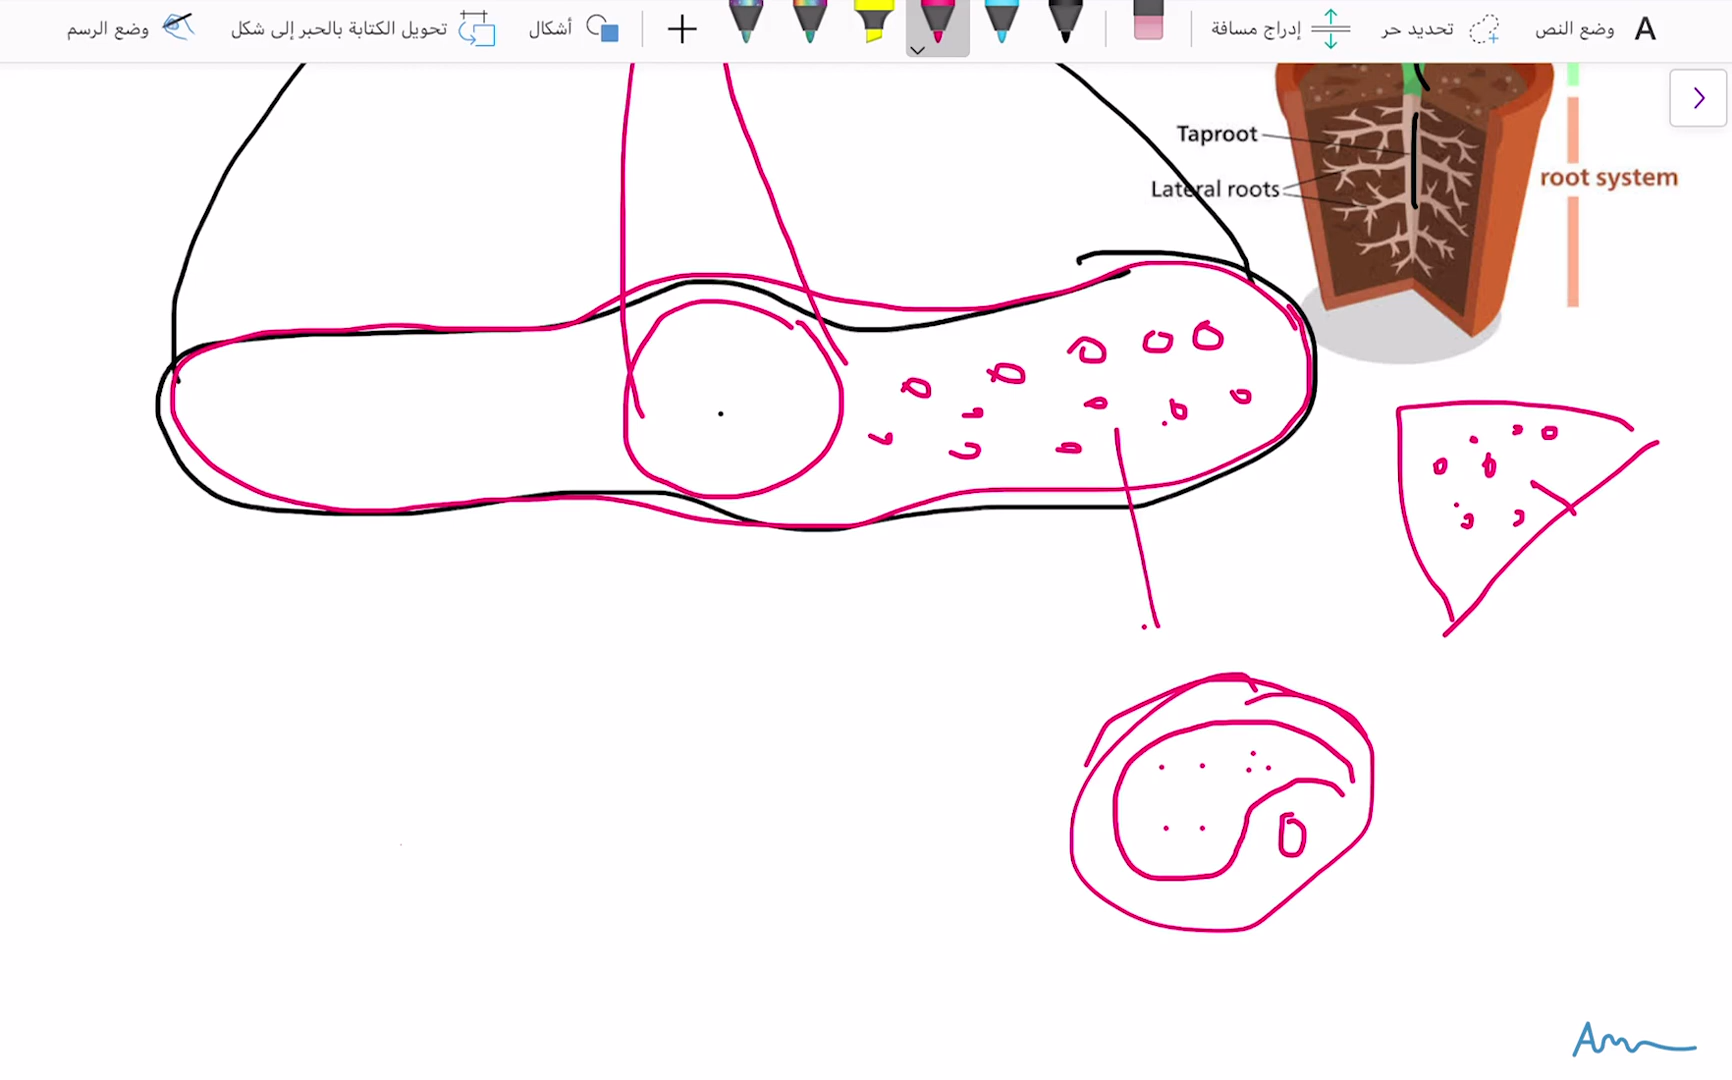 وضع الرسم تحويل الكتابة بالحبر إلى شكل أشكال إدراج مسافة تحديد حر وضع النص A
Taproot
Lateral roots
root system